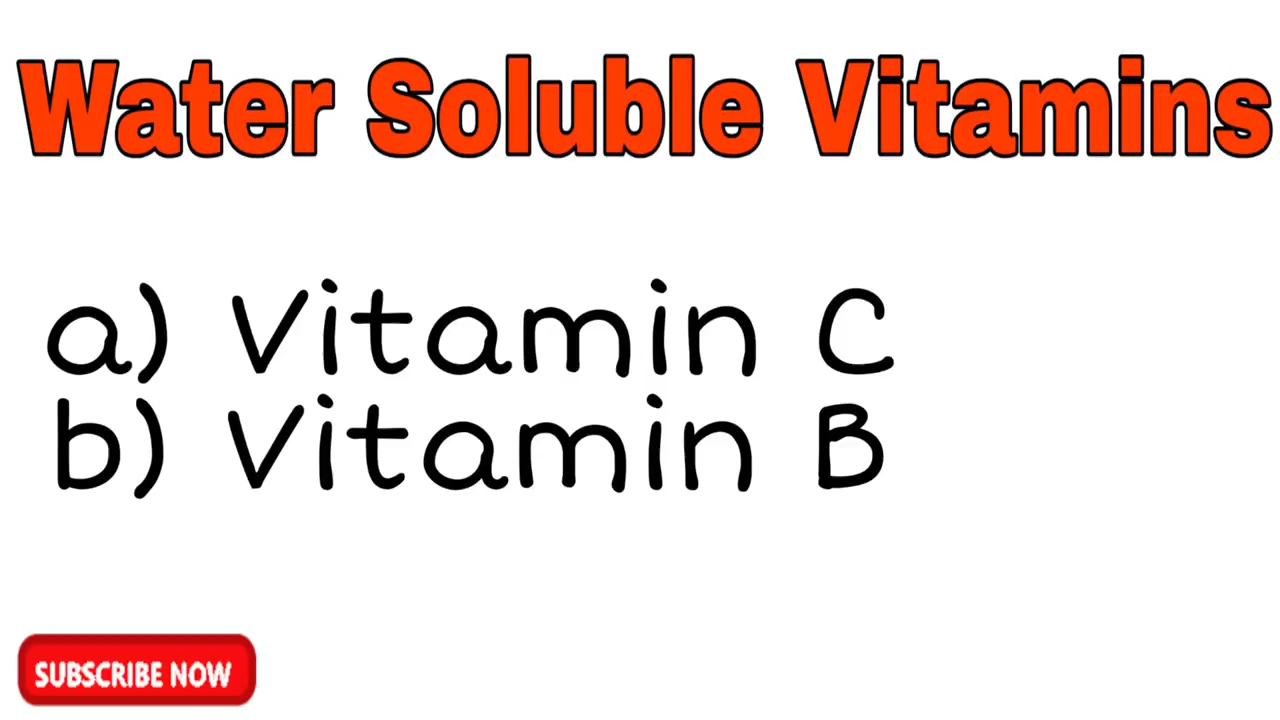 Water Soluble Vitamins
a) Vitamin C
b) Vitamin B
SUBSCRIBE NOW